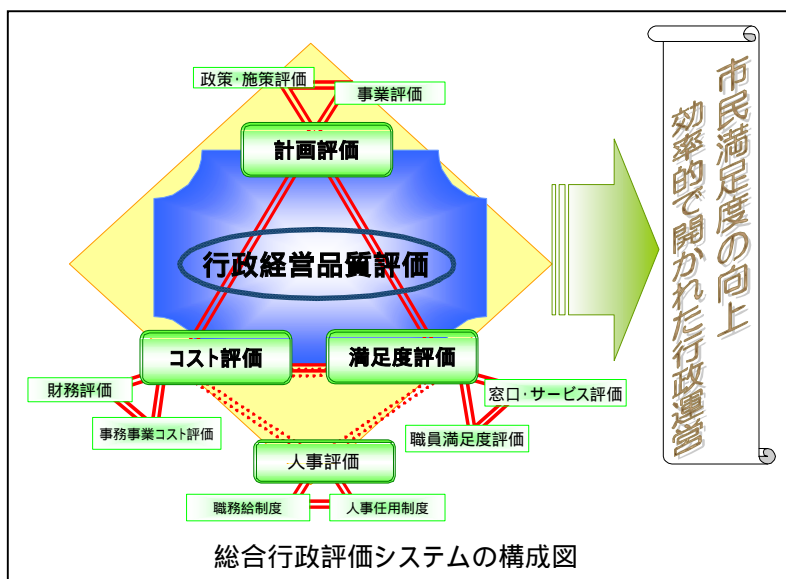 政策・施策評価
事業評価
計画評価
行政経営品質評価
コスト評価
満足度評価
財務評価
窓口・サービス評価
事務事業コスト評価
職員満足度評価
人事評価
職務給制度
人事任用制度
総合行政評価システムの構成図
市民満足度の向上
効率的で開かれた行政運営